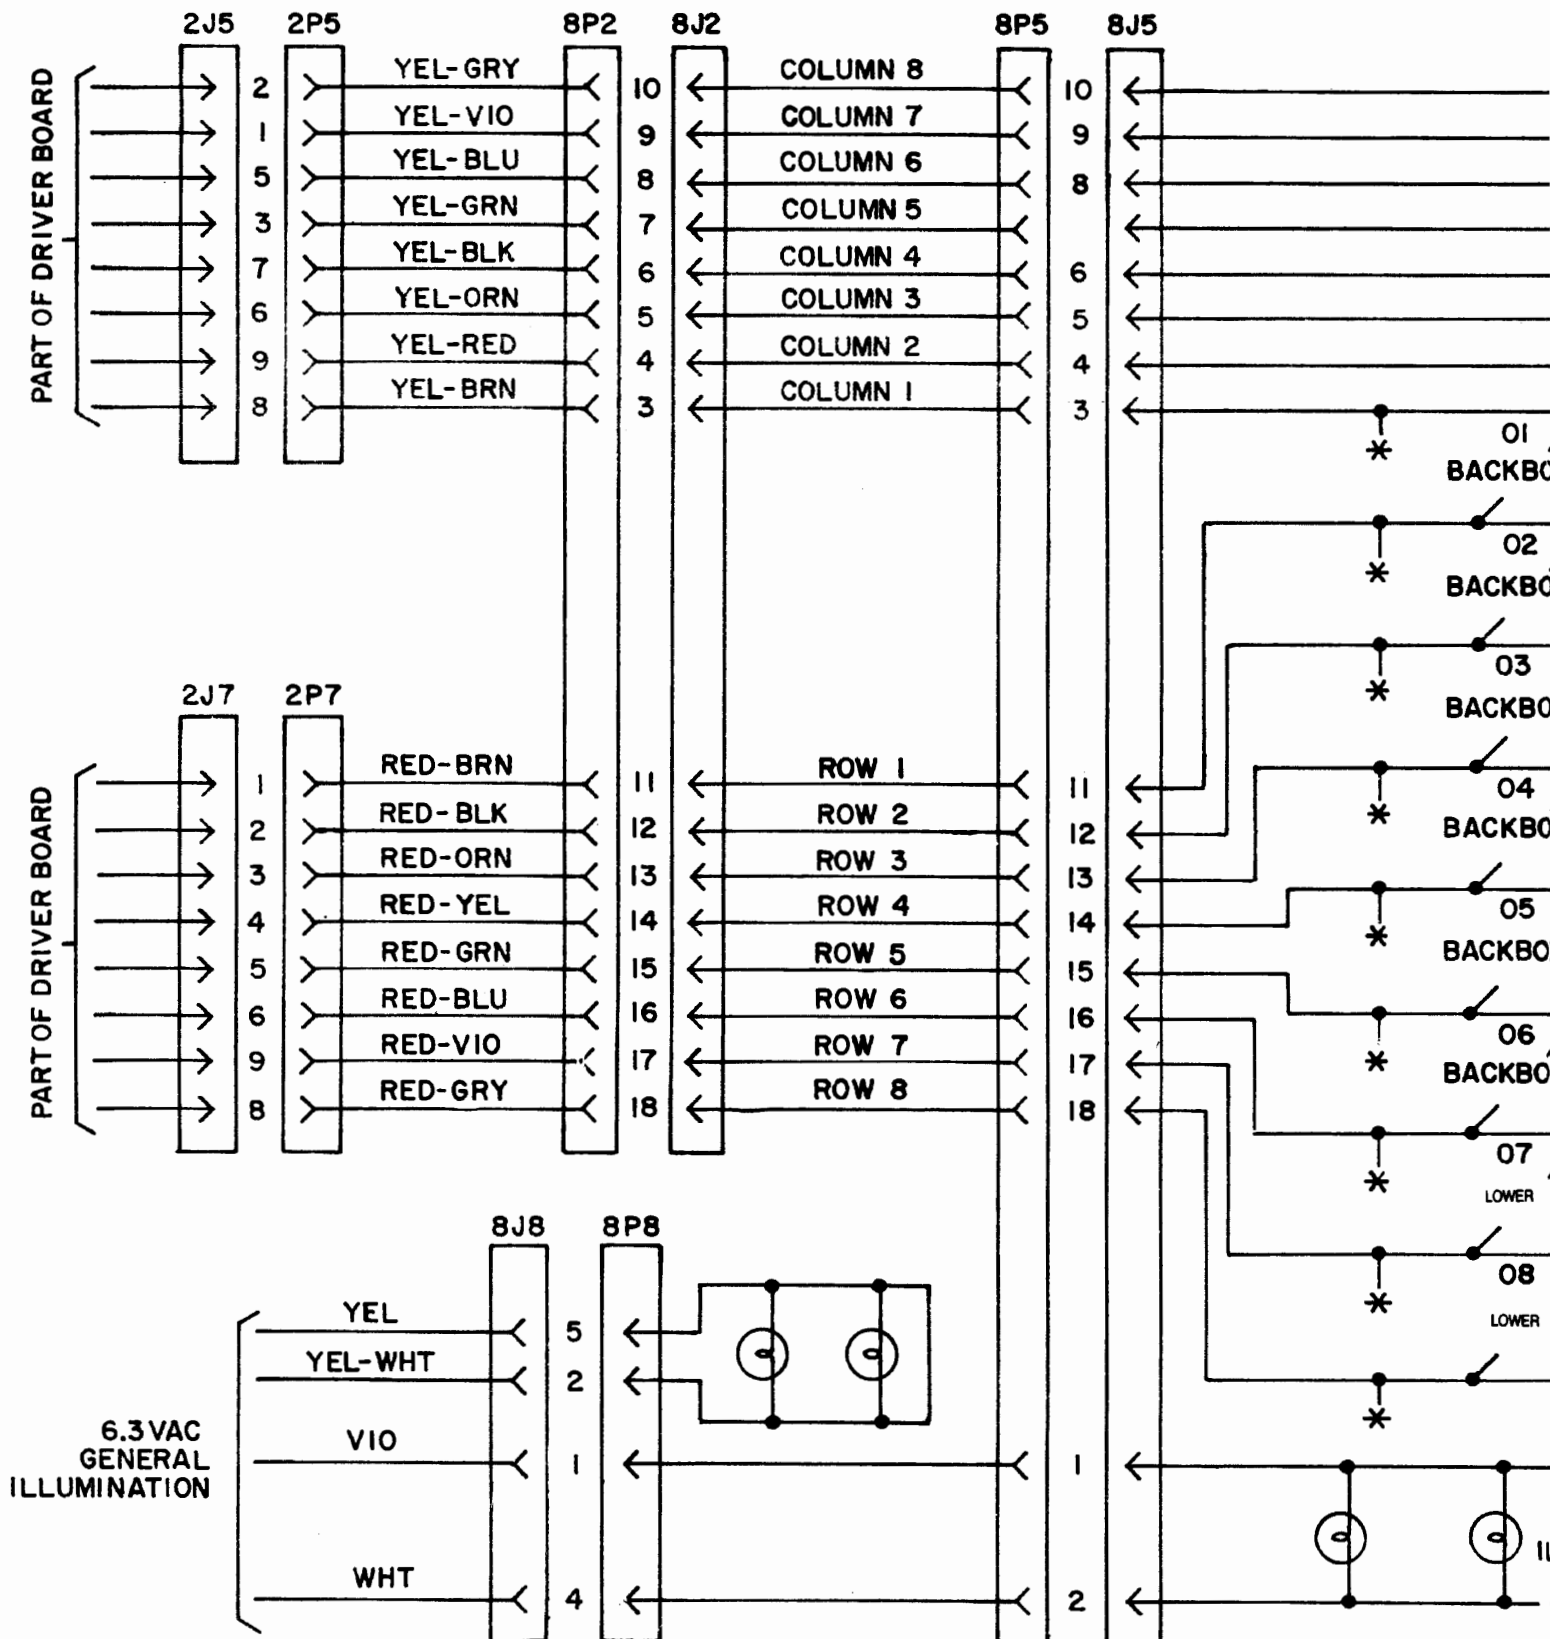 2J5 2P5 8P2 8J2 8P5 8J5
PART OF DRIVER BOARD
2 YEL-GRY 10 COLUMN 8 10
1 YEL-VIO 9 COLUMN 7 9
5 YEL-BLU 8 COLUMN 6 8
3 YEL-GRN 7 COLUMN 5
7 YEL-BLK 6 COLUMN 4 6
6 YEL-ORN 5 COLUMN 3 5
9 YEL-RED 4 COLUMN 2 4
8 YEL-BRN 3 COLUMN 1 3
01
BACKBO
02
BACKBO
03
BACKBO
04
BACKBO
05
BACKBO
06
BACKBO
07
LOWER
08
LOWER
2J7 2P7
PART OF DRIVER BOARD
1 RED-BRN 11 ROW 1 11
2 RED-BLK 12 ROW 2 12
3 RED-ORN 13 ROW 3 13
4 RED-YEL 14 ROW 4 14
5 RED-GRN 15 ROW 5 15
6 RED-BLU 16 ROW 6 16
9 RED-VIO 17 ROW 7 17
8 RED-GRY 18 ROW 8 18
8J8 8P8
6.3 VAC
GENERAL
ILLUMINATION
YEL 5
YEL-WHT 2
VIO 1 1
WHT 4 2